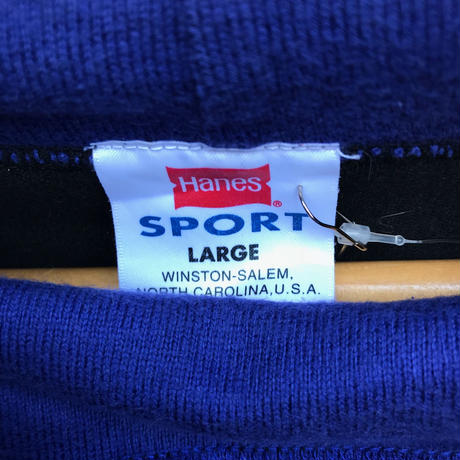 Hanes
®
SPORT
LARGE
WINSTON-SALEM,
NORTH CAROLINA, U.S.A.